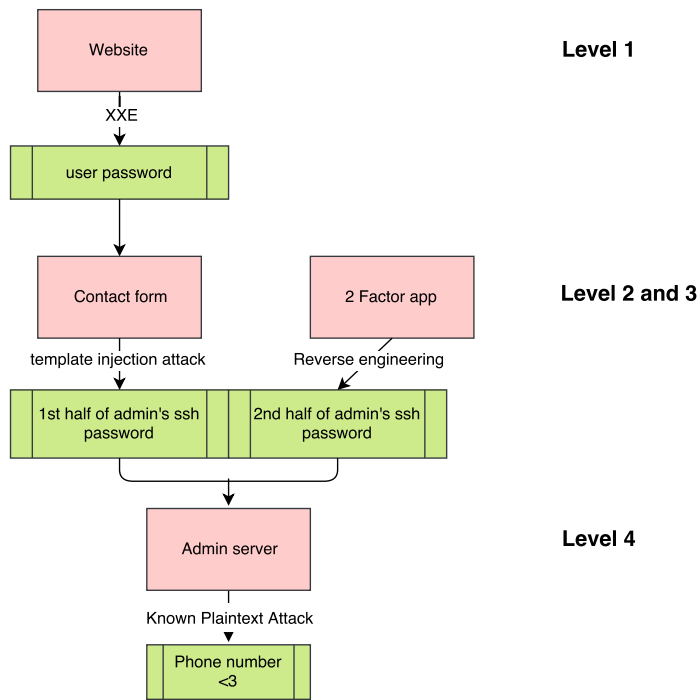 Website
Level 1
XXE
user password
Contact form
2 Factor app
Level 2 and 3
template injection attack
Reverse engineering
1st half of admin's ssh
password
2nd half of admin's ssh
password
Admin server
Level 4
Known Plaintext Attack
Phone number
<3